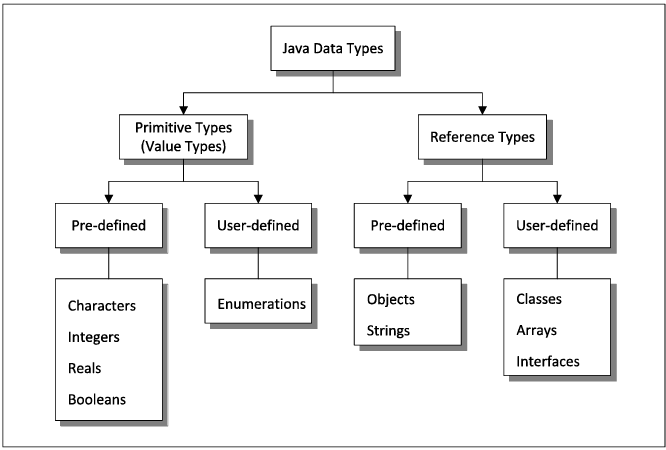 Java Data Types
Primitive Types
(Value Types)
Reference Types
Pre-defined
User-defined
Pre-defined
User-defined
Characters
Integers
Reals
Booleans
Enumerations
Objects
Strings
Classes
Arrays
Interfaces